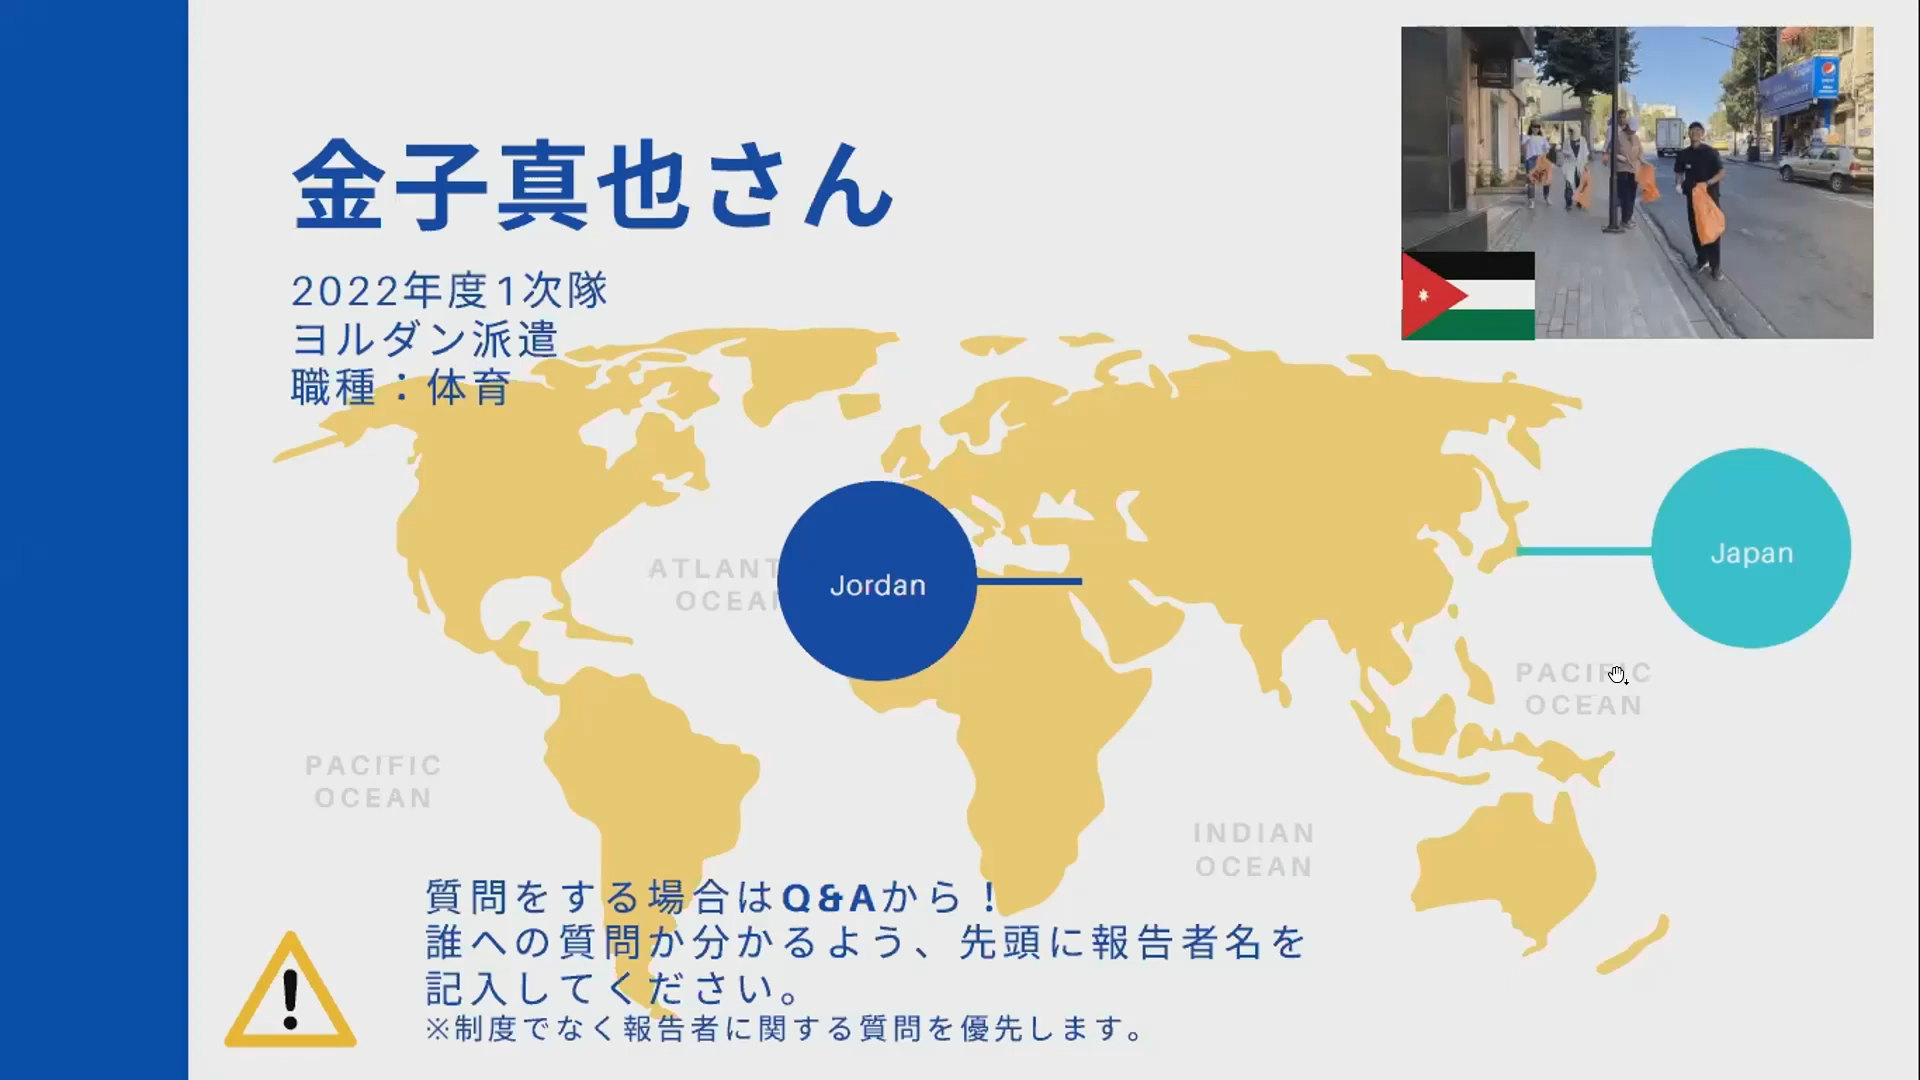 金子真也さん
2022年度1次隊
ヨルダン派遣
職種：体育
ATLANT
OCEA
Jordan
Japan
PACIFIC
OCEAN
PACIFIC
OCEAN
INDIAN
OCEAN
質問をする場合はQ&Aから！
誰への質問か分かるよう、先頭に報告者名を
記入してください。
※制度でなく報告者に関する質問を優先します。